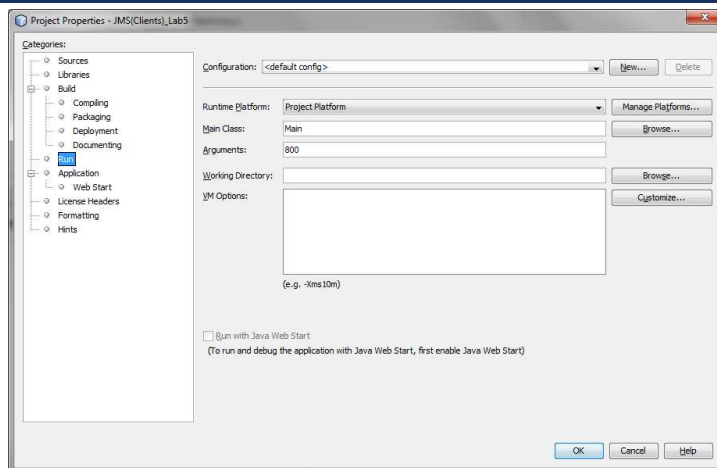 Project Properties - JMS(Clients)_Lab5
Categories:
Sources
Libraries
Build
Compiling
Packaging
Deployment
Documenting
Run
Application
Web Start
License Headers
Formatting
Hints
Configuration: <default config> New... Delete
Runtime Platform: Project Platform Manage Platforms...
Main Class: Main Browse...
Arguments: 800
Working Directory: Browse...
VM Options: Customize...
(e.g. -Xms10m)
Run with Java Web Start
(To run and debug the application with Java Web Start, first enable Java Web Start)
OK Cancel Help